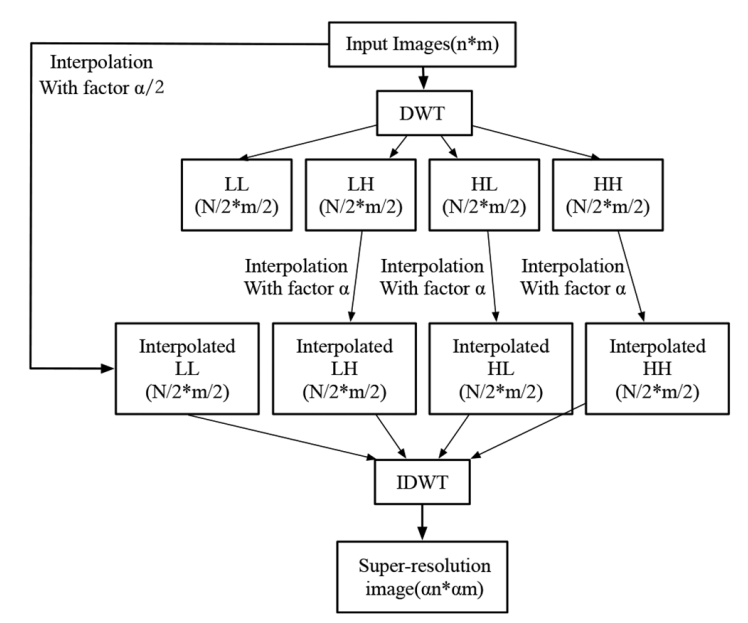 Input Images(n*m)
Interpolation
With factor α/2
DWT
LL
(N/2*m/2)
LH
(N/2*m/2)
HL
(N/2*m/2)
HH
(N/2*m/2)
Interpolation
With factor α
Interpolation
With factor α
Interpolation
With factor α
Interpolated
LL
(N/2*m/2)
Interpolated
LH
(N/2*m/2)
Interpolated
HL
(N/2*m/2)
Interpolated
HH
(N/2*m/2)
IDWT
Super-resolution
image(αn*αm)